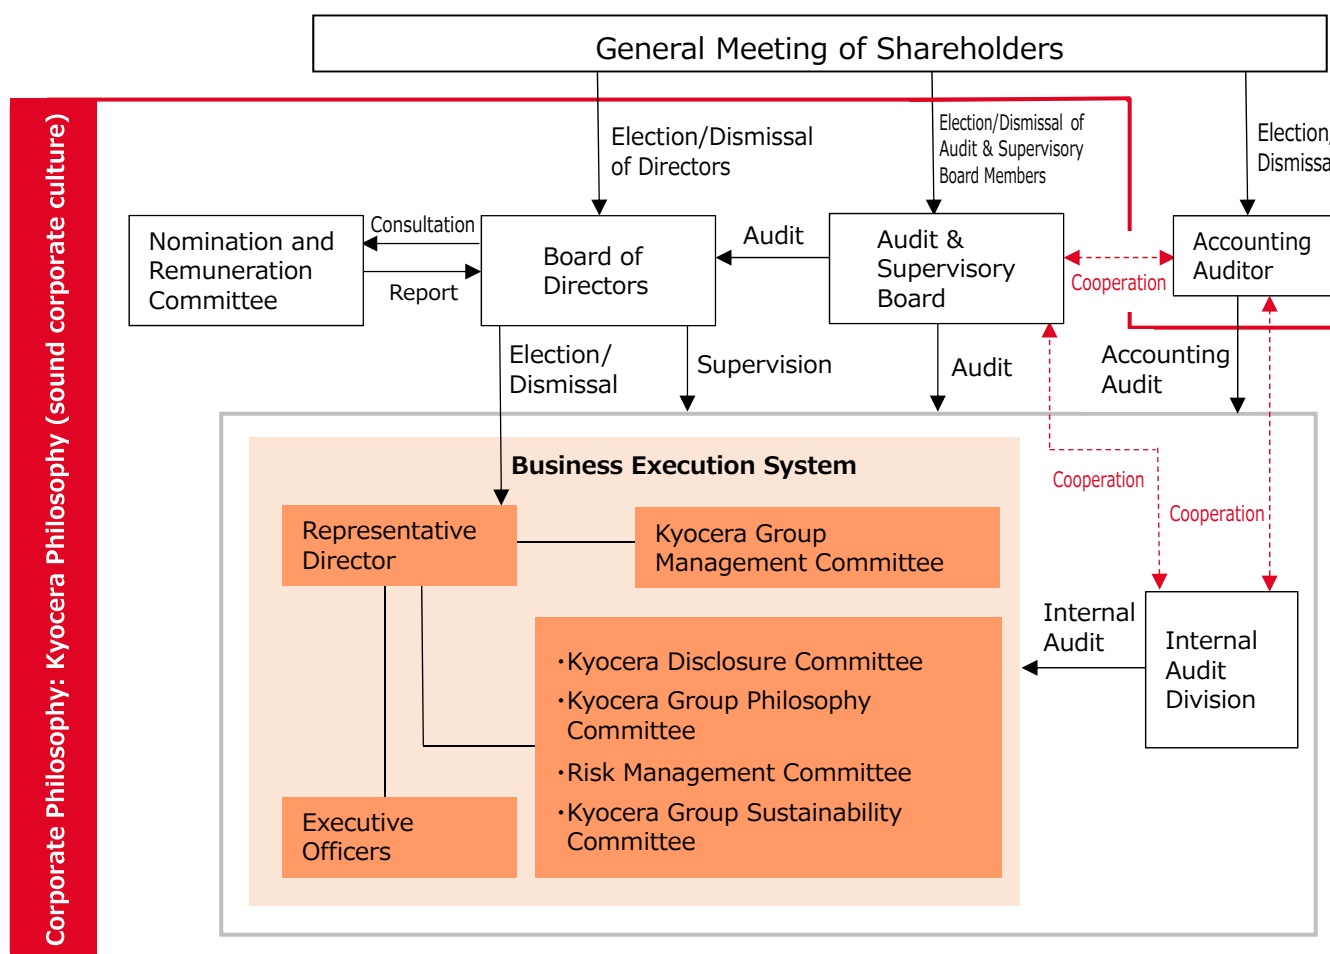 General Meeting of Shareholders
Corporate Philosophy: Kyocera Philosophy (sound corporate culture)
Election/Dismissal
of Directors
Election/Dismissal of
Audit & Supervisory
Board Members
Election/
Dismissa
Nomination and
Remuneration
Committee
Consultation
Report
Board of
Directors
Audit
Audit &
Supervisory
Board
Cooperation
Accounting
Auditor
Election/
Dismissal
Supervision
Audit
Accounting
Audit
Business Execution System
Cooperation
Cooperation
Representative
Director
Kyocera Group
Management Committee
Internal
Audit
Internal
Audit
Division
・Kyocera Disclosure Committee
・Kyocera Group Philosophy
Committee
・Risk Management Committee
・Kyocera Group Sustainability
Committee
Executive
Officers